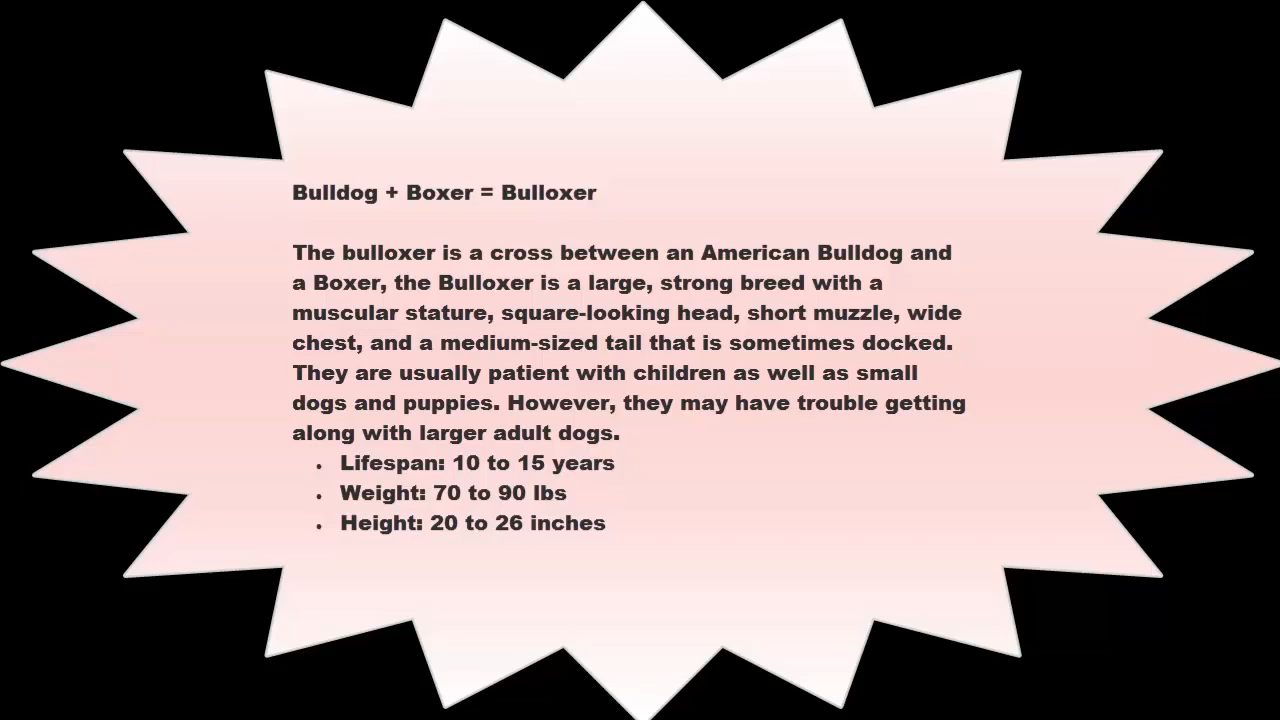 Bulldog + Boxer = Bulloxer
The bulloxer is a cross between an American Bulldog and
a Boxer, the Bulloxer is a large, strong breed with a
muscular stature, square-looking head, short muzzle, wide
chest, and a medium-sized tail that is sometimes docked.
They are usually patient with children as well as small
dogs and puppies. However, they may have trouble getting
along with larger adult dogs.
• Lifespan: 10 to 15 years
• Weight: 70 to 90 lbs
• Height: 20 to 26 inches